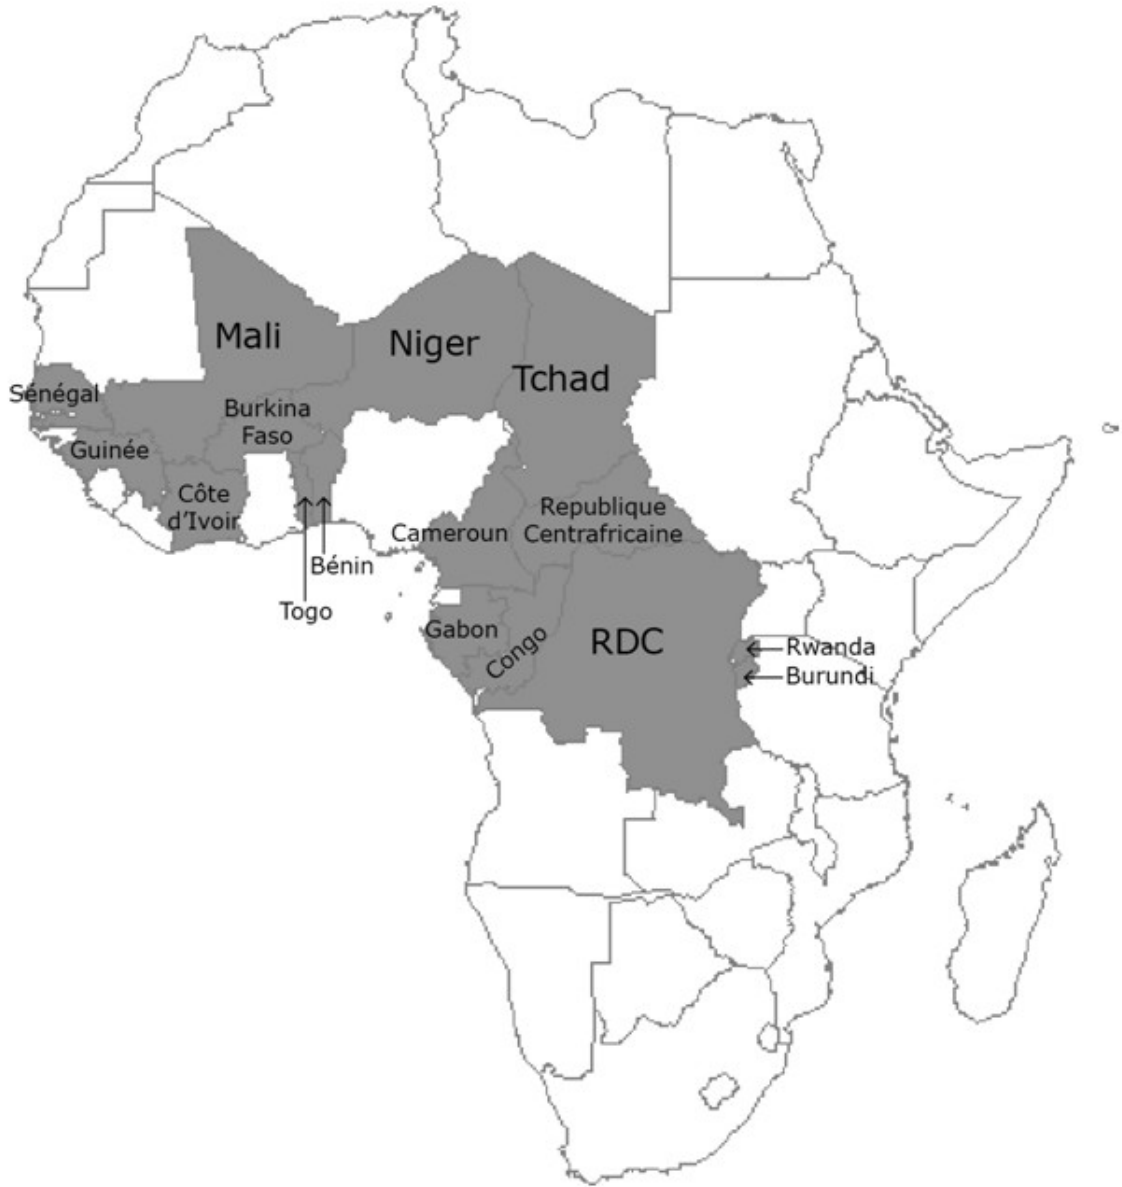 Mali
Niger
Tchad
Sénégal
Burkina
Faso
Guinée
Côte
d'Ivoir
Republique
Centrafricaine
Cameroun
Bénin
Togo
Gabon
Congo
RDC
Rwanda
Burundi